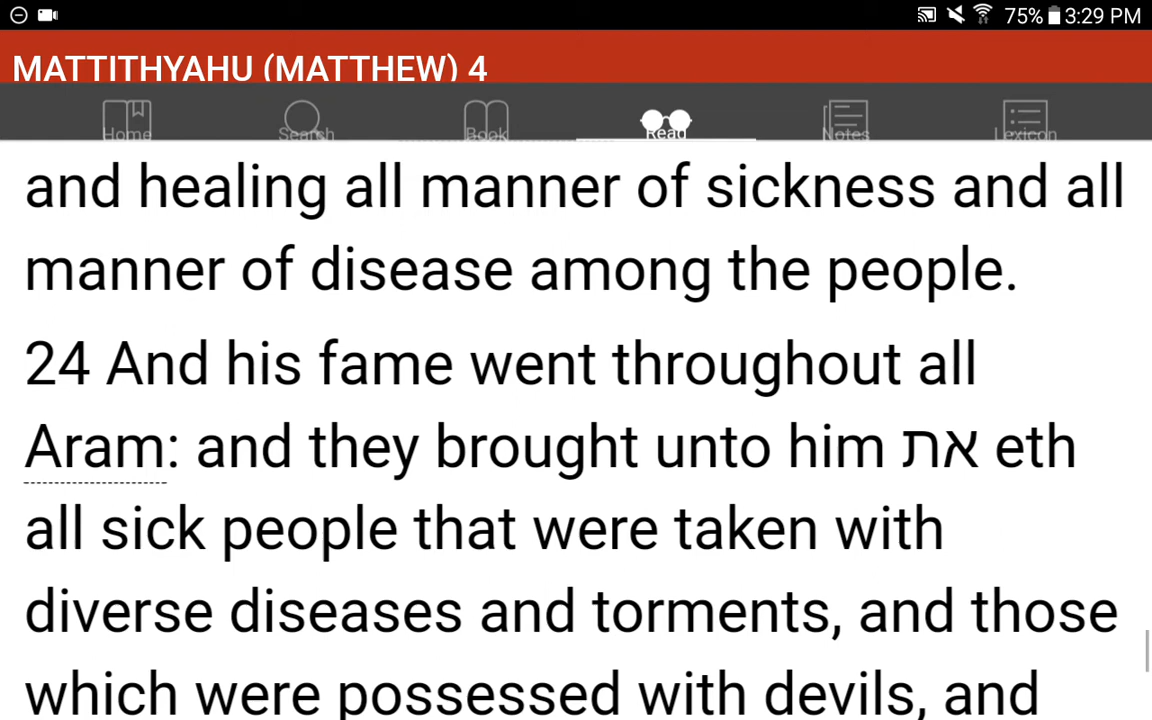 75% 3:29 PM
MATTITHYAHU (MATTHEW) 4
Home Search Book Read Notes Lexicon
and healing all manner of sickness and all
manner of disease among the people.
24 And his fame went throughout all
Aram: and they brought unto him את eth
all sick people that were taken with
diverse diseases and torments, and those
which were possessed with devils, and